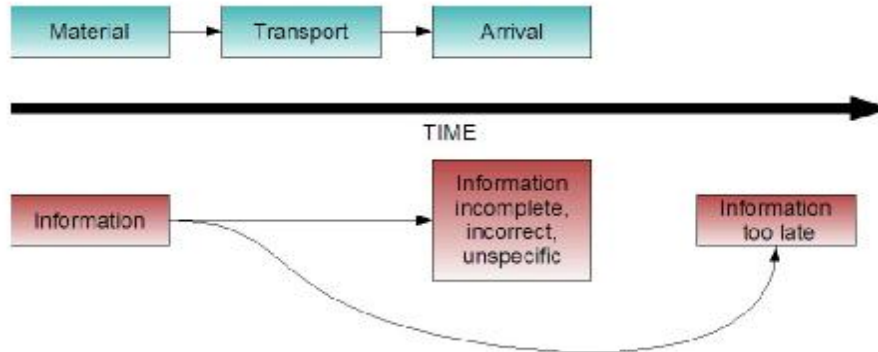 Material
Transport
Arrival
TIME
Information
Information
incomplete,
incorrect,
unspecific
Information
too late